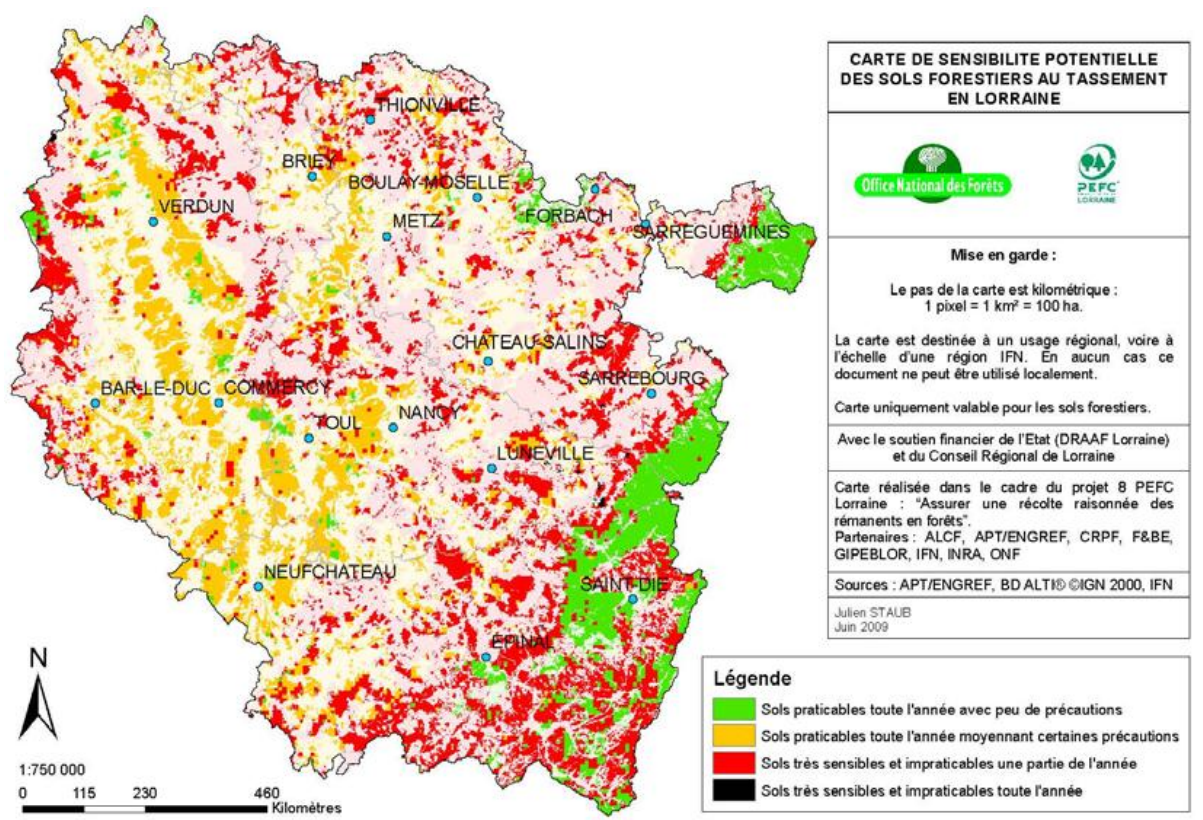 CARTE DE SENSIBILITE POTENTIELLE
DES SOLS FORESTIERS AU TASSEMENT
EN LORRAINE
Office National des Forêts
PEFC
LORRAINE
Mise en garde :
Le pas de la carte est kilométrique :
1 pixel = 1 km² = 100 ha.
La carte est destinée à un usage régional, voire à
l'échelle d'une région IFN. En aucun cas ce
document ne peut être utilisé localement.
Carte uniquement valable pour les sols forestiers.
Avec le soutien financier de l'Etat (DRAAF Lorraine)
et du Conseil Régional de Lorraine
Carte réalisée dans le cadre du projet 8 PEFC
Lorraine : "Assurer une récolte raisonnée des
rémanents en forêts".
Partenaires : ALCF, APT/ENGREF, CRPF, F&BE,
GIPEBLOR, IFN, INRA, ONF
Sources : APT/ENGREF, BD ALTI® ©IGN 2000, IFN
Julien STAUB
Juin 2009
THIONVILLE
BRIEY
BOULAY-MOSELLE
VERDUN
METZ
FORBACH
SARREGUEMINES
CHATEAU-SALINS
BAR-LE-DUC
COMMERCY
SARREBOURG
TOUL
NANCY
LUNEVILLE
NEUFCHATEAU
SAINT-DIE
ÉPINAL
N
1:750 000
0 115 230 460
Kilomètres
Légende
Sols praticables toute l'année avec peu de précautions
Sols praticables toute l'année moyennant certaines précautions
Sols très sensibles et impraticables une partie de l'année
Sols très sensibles et impraticables toute l'année